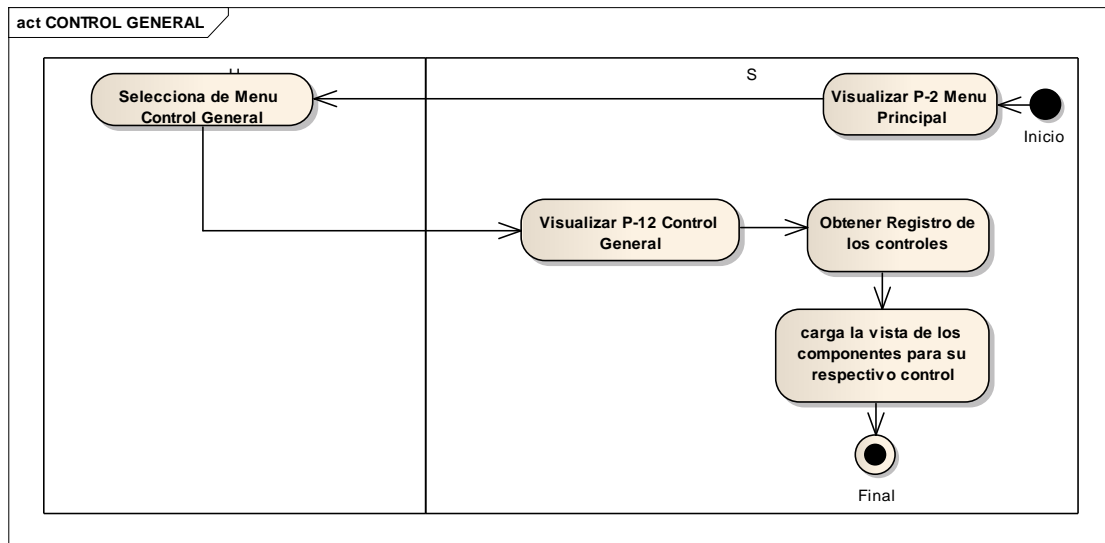 act CONTROL GENERAL
S
Selecciona de Menu
Control General
Visualizar P-2 Menu
Principal
Inicio
Visualizar P-12 Control
General
Obtener Registro de
los controles
carga la vista de los
componentes para su
respectivo control
Final